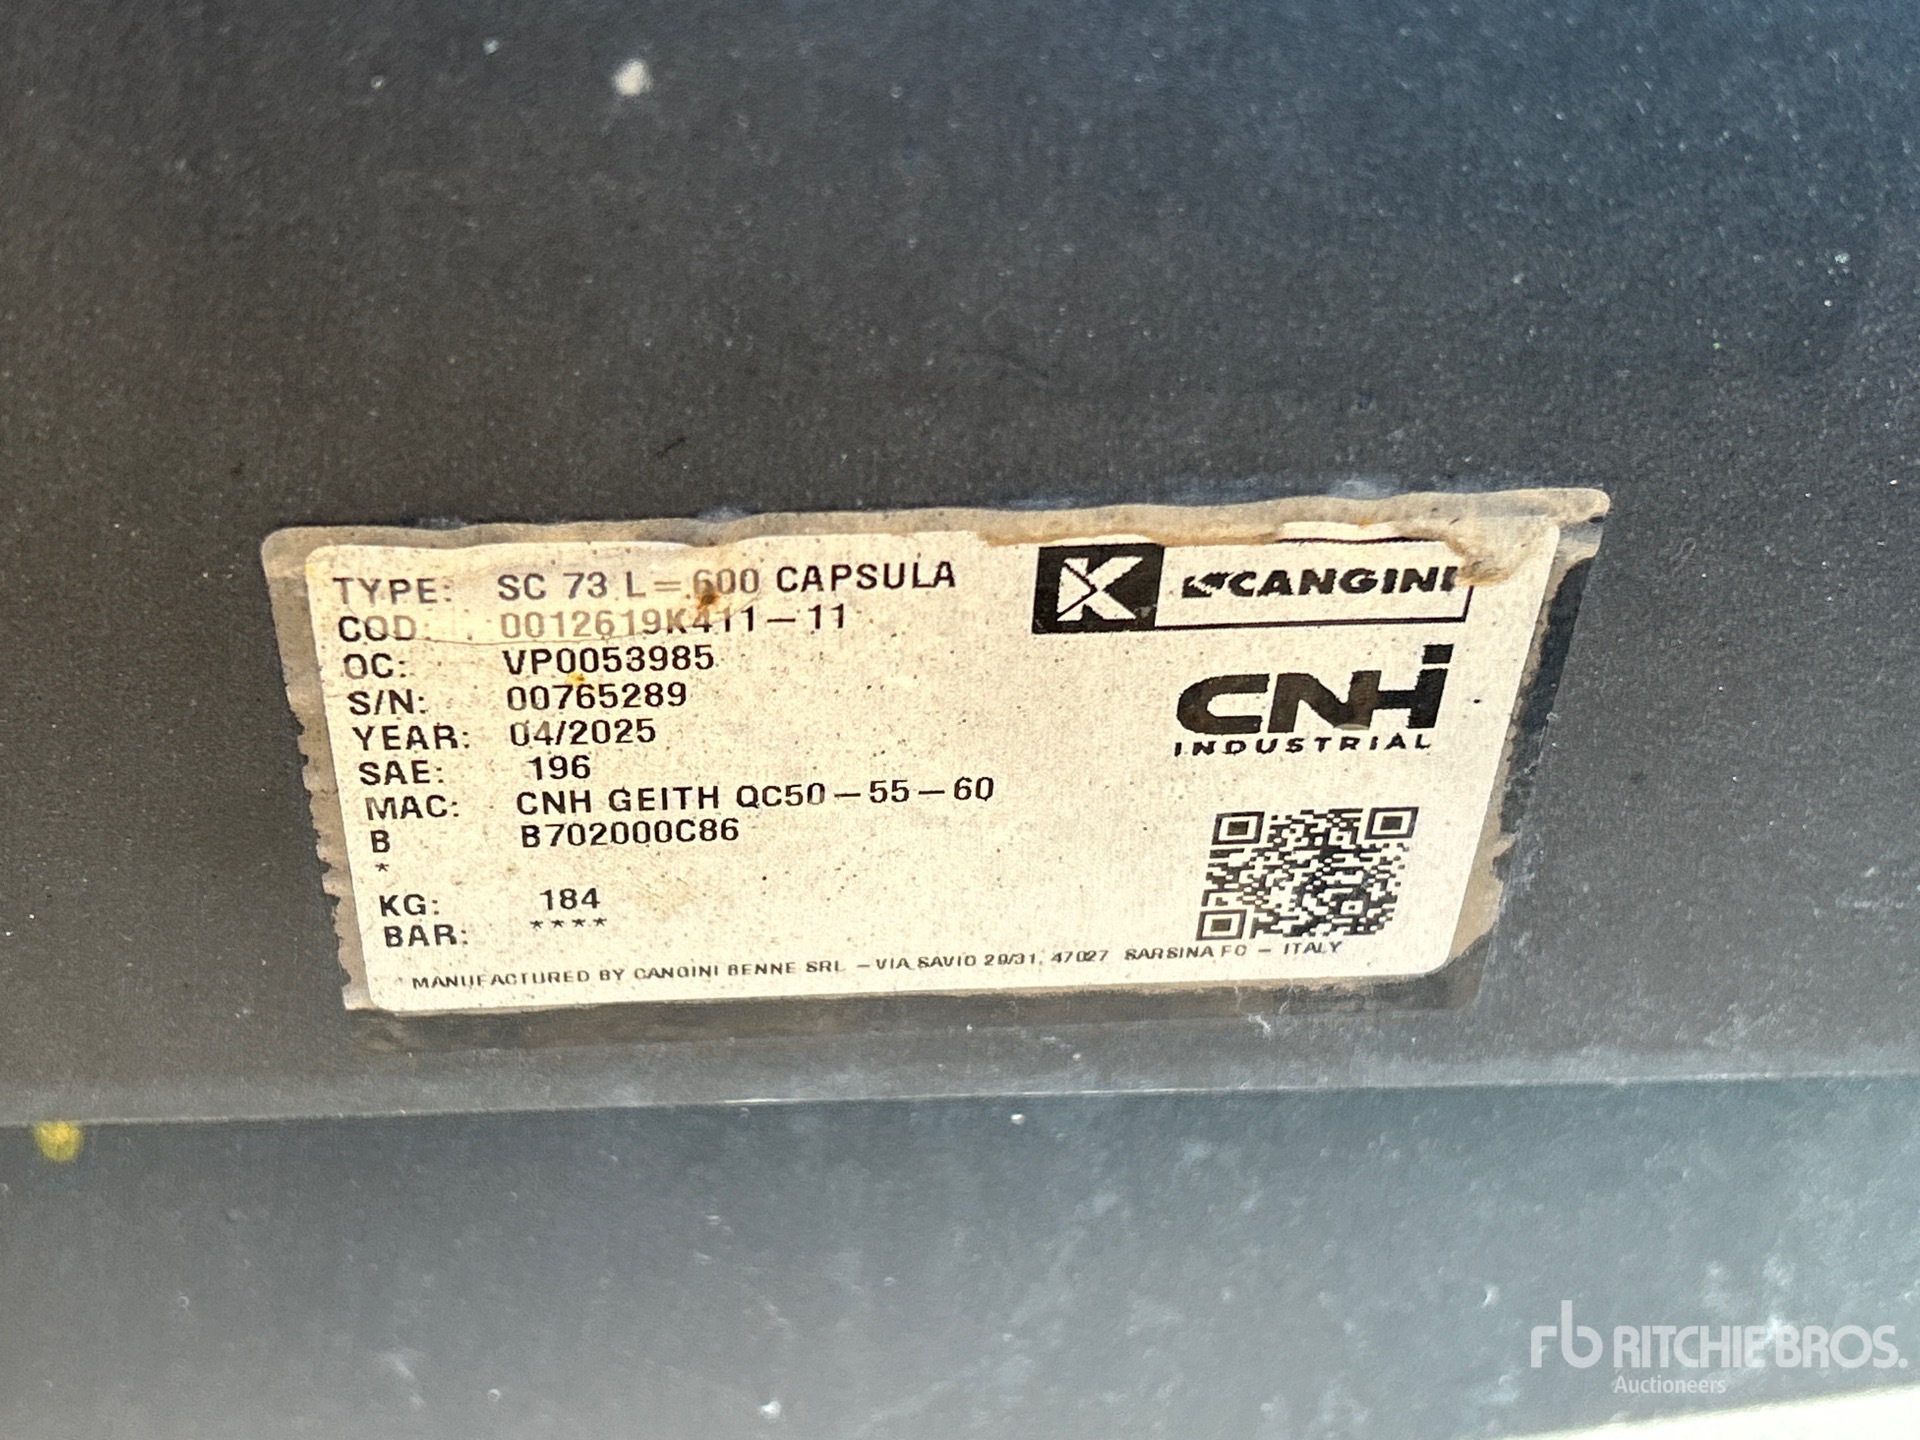 TYPE: SC 73 L=600 CAPSULA
COD: 0012619K411-11
OC: VP0053985
S/N: 00765289
YEAR: 04/2025
SAE: 196
MAC: CNH GEITH QC50-55-60
B B702000C86
*
KG: 184
BAR: ****
MANUFACTURED BY CANGINI BENNE SRL - VIA SAVIO 29/31, 47027 SARSINA FC - ITALY
K CANGINI
CNH
INDUSTRIAL
rb RITCHIE BROS.
Auctioneers